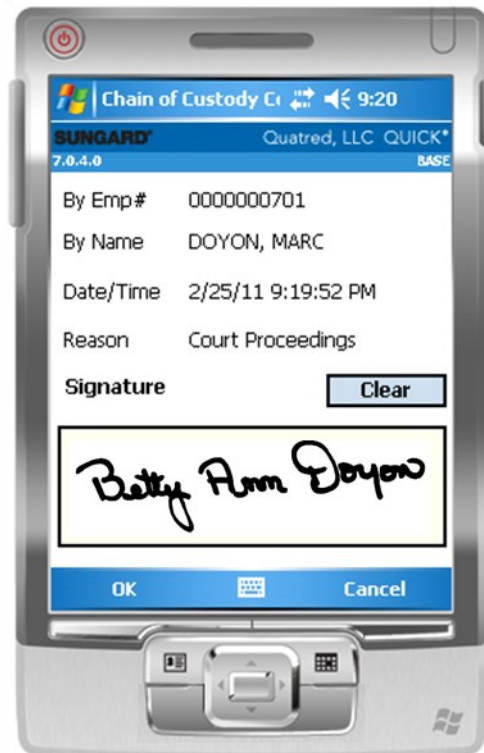 Chain of Custody Co 9:20
SUNGARD® Quatred, LLC QUICK®
7.0.4.0 BASE
By Emp# 0000000701
By Name DOYON, MARC
Date/Time 2/25/11 9:19:52 PM
Reason Court Proceedings
Signature Clear
Betty Ann Doyon
OK Cancel